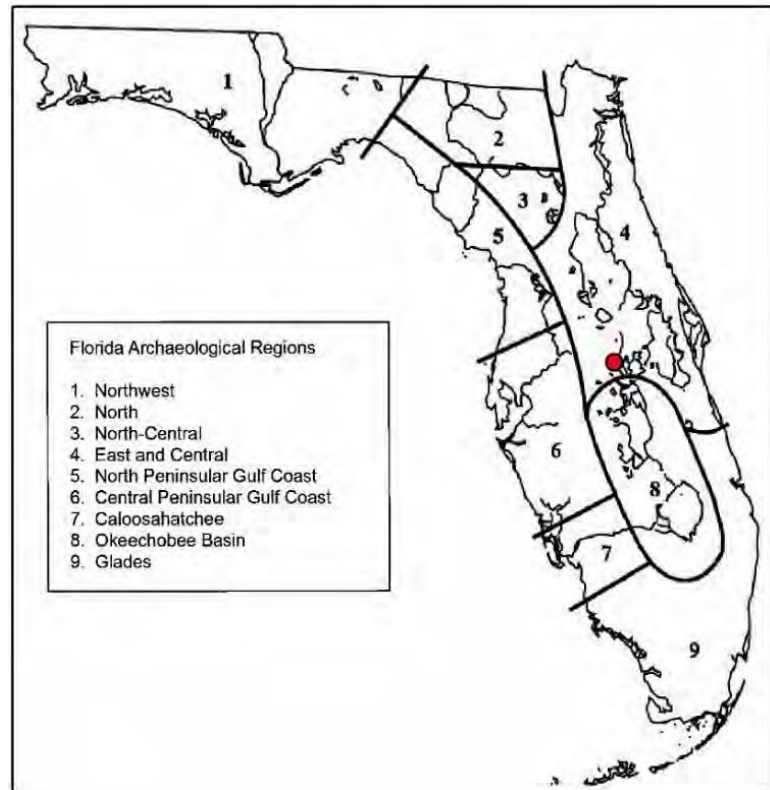 1
2
3
4
5
Florida Archaeological Regions
1. Northwest
2. North
3. North-Central
4. East and Central
5. North Peninsular Gulf Coast
6. Central Peninsular Gulf Coast
7. Caloosahatchee
8. Okeechobee Basin
9. Glades
6
8
7
9